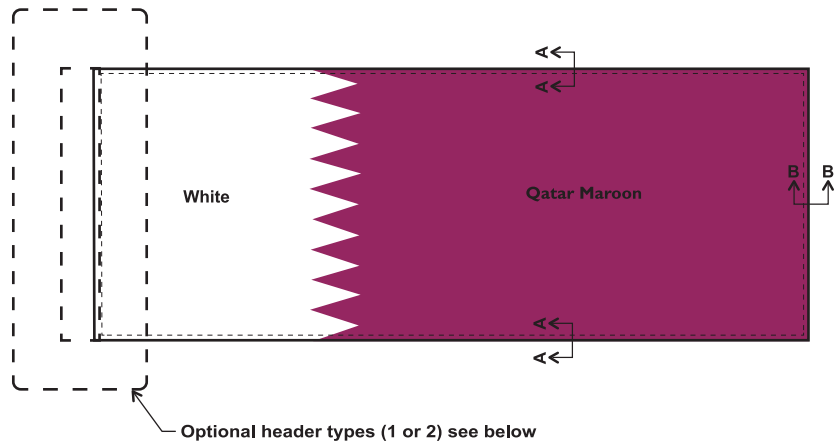 A
A
B B
White
Qatar Maroon
A
A
Optional header types (1 or 2) see below